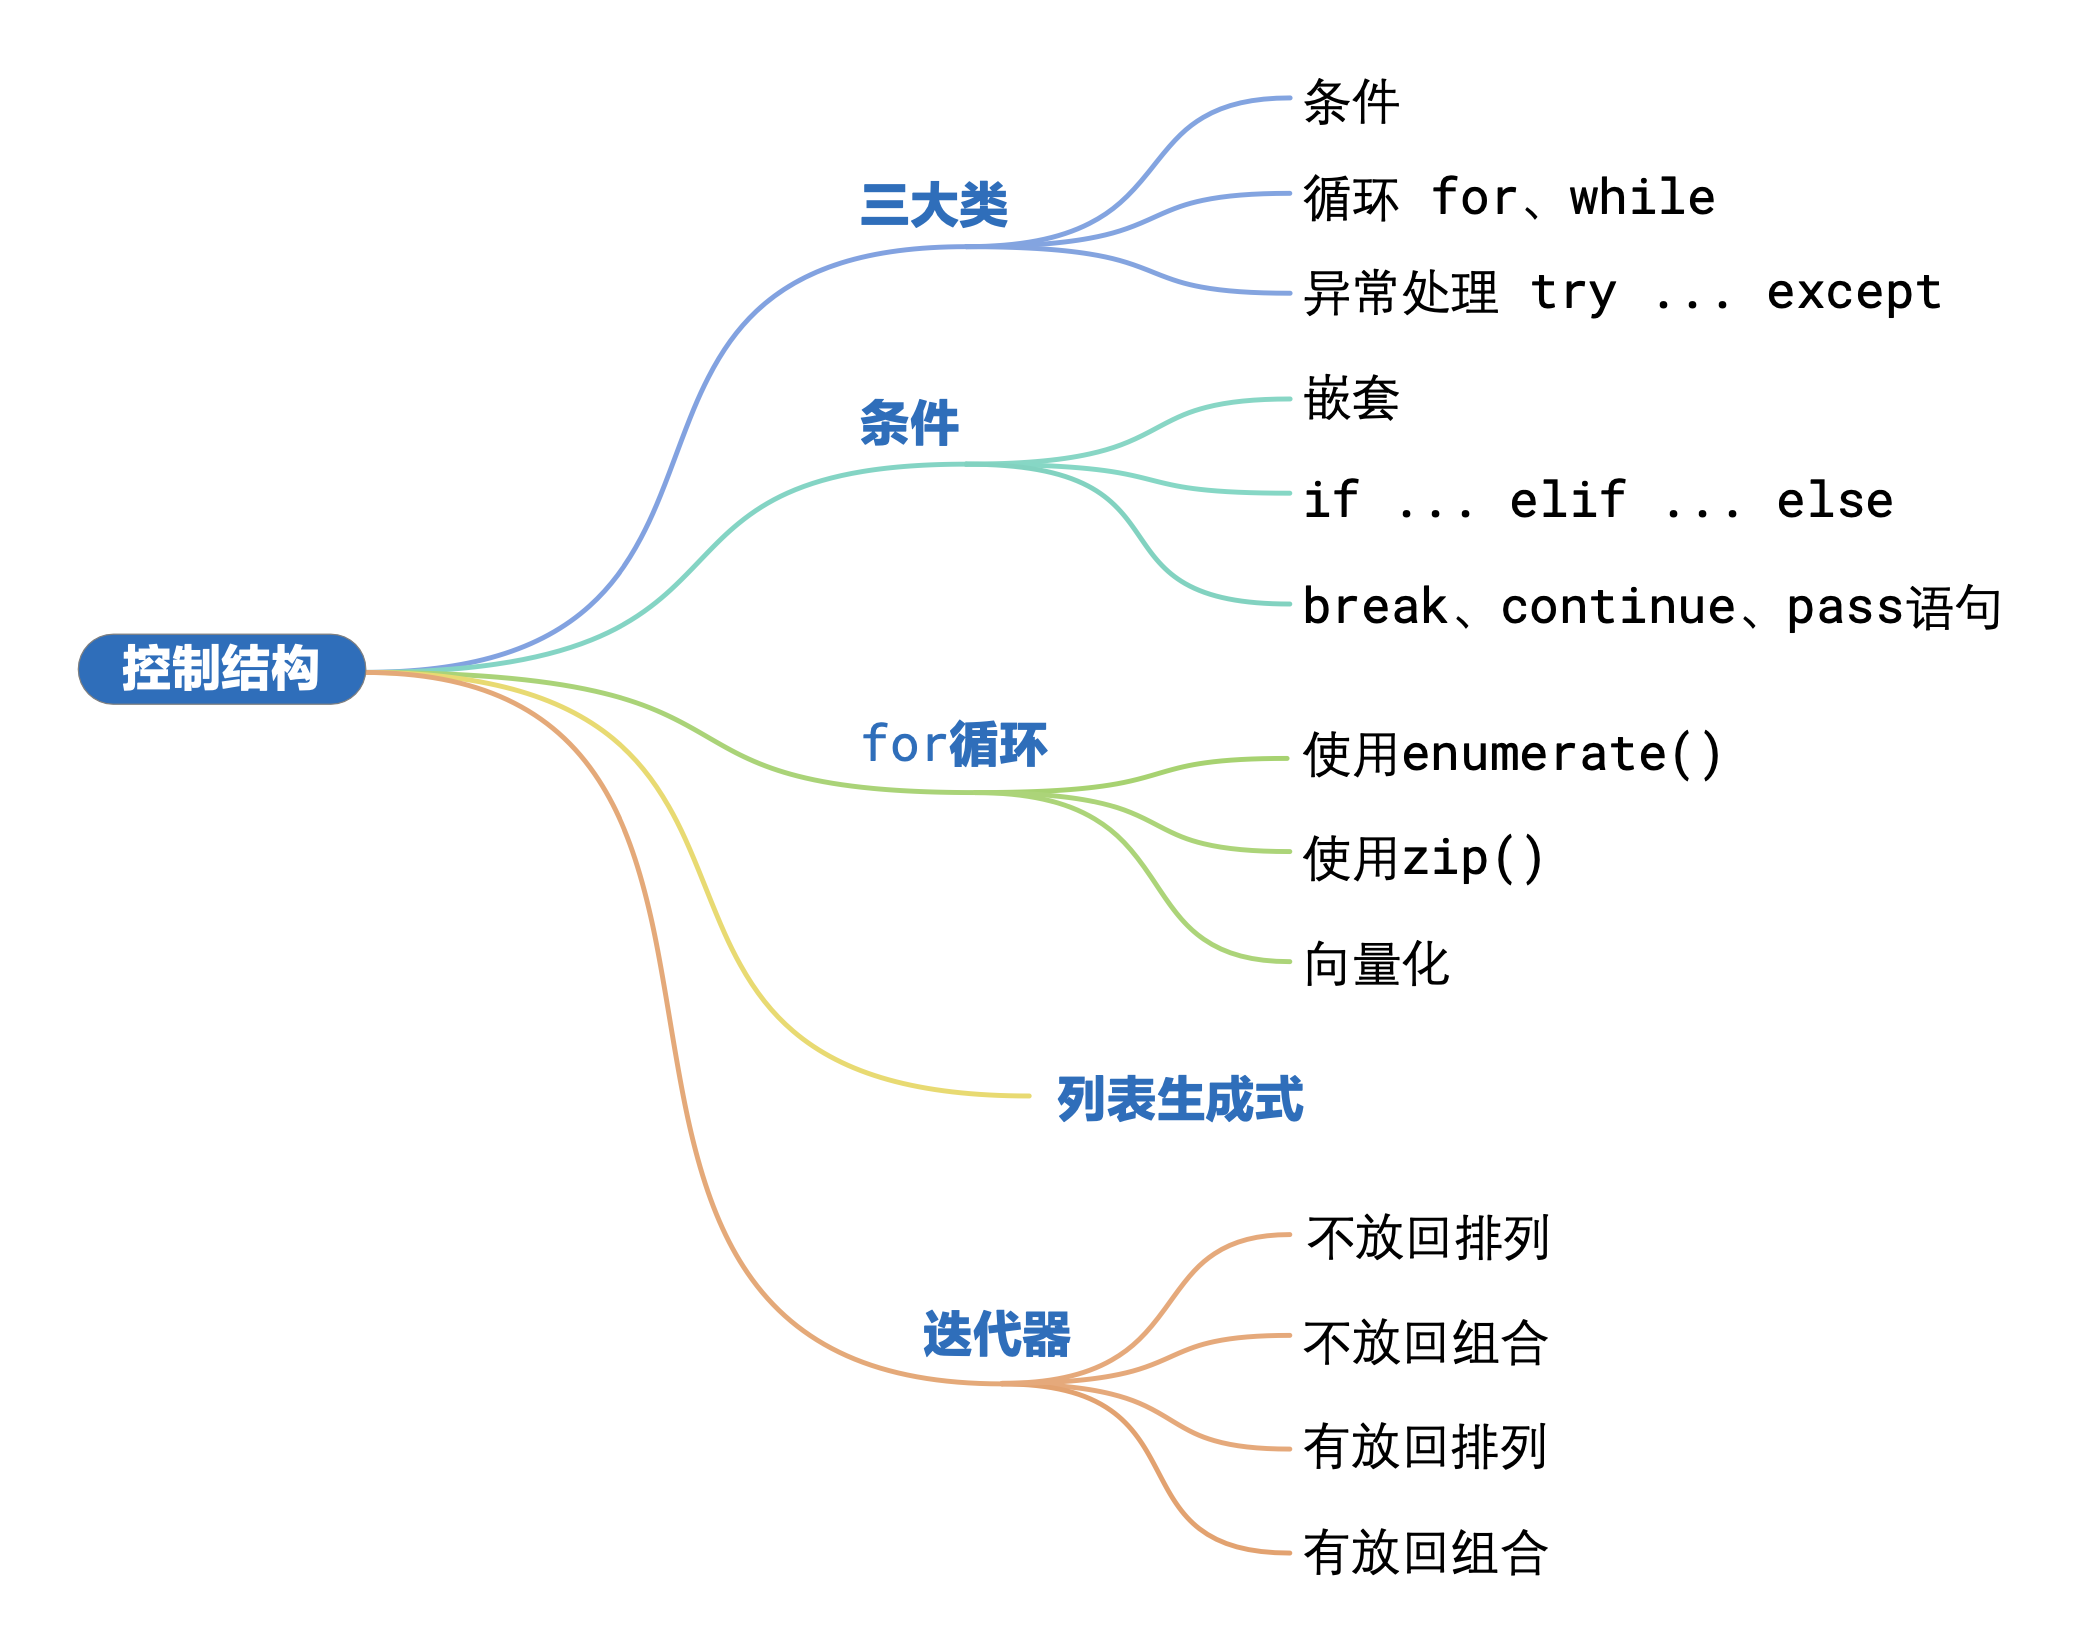 控制结构
三大类
条件
循环 for、while
异常处理 try ... except
条件
嵌套
if ... elif ... else
break、continue、pass语句
for循环
使用enumerate()
使用zip()
向量化
列表生成式
迭代器
不放回排列
不放回组合
有放回排列
有放回组合